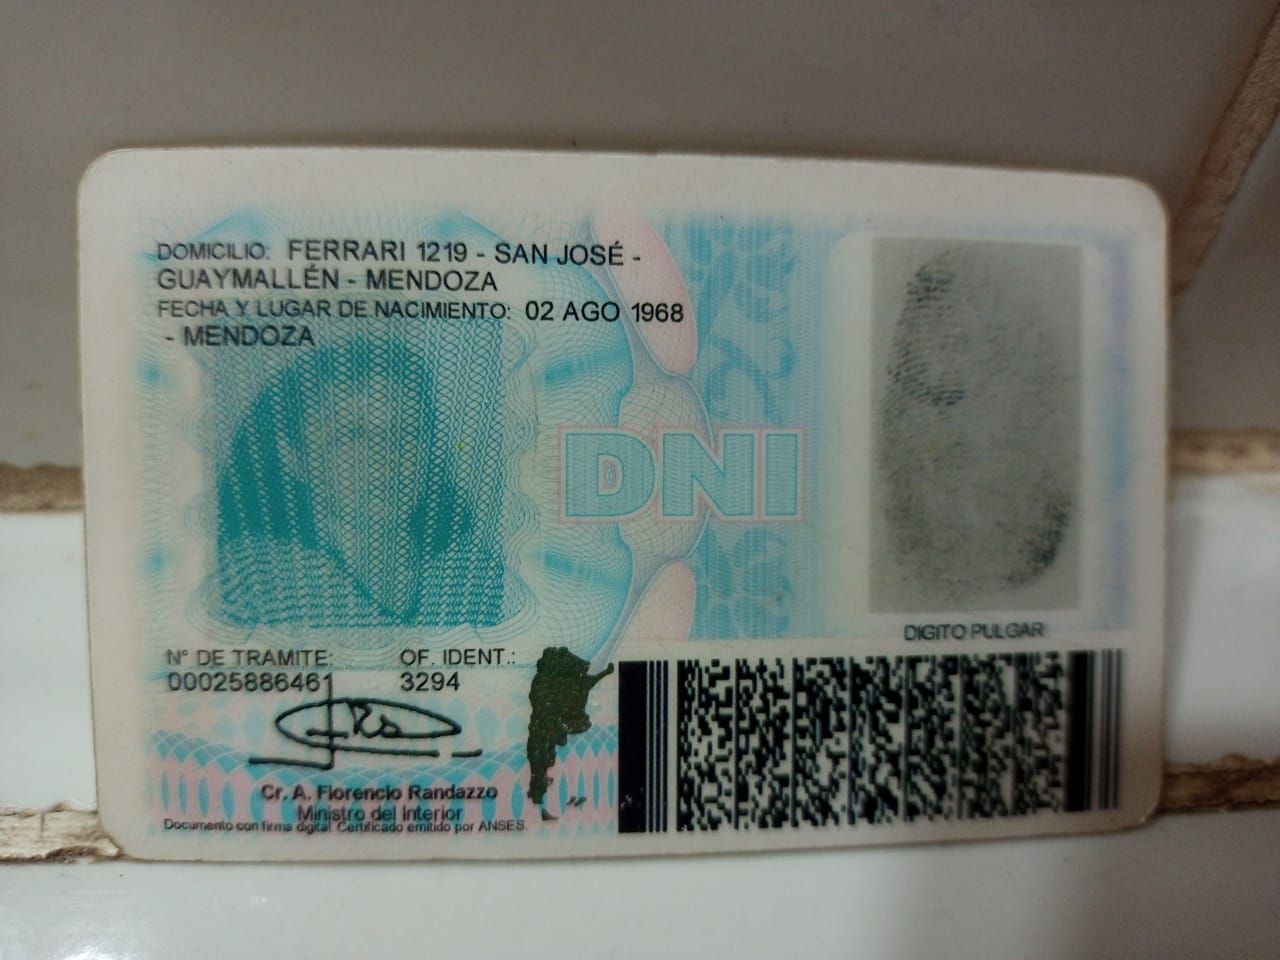 DOMICILIO: FERRARI 1219 - SAN JOSÉ -
GUAYMALLÉN - MENDOZA
FECHA Y LUGAR DE NACIMIENTO: 02 AGO 1968
- MENDOZA
DNI
DIGITO PULGAR
N° DE TRAMITE: OF. IDENT.:
00025886461 3294
Cr. A. Florencio Randazzo
Ministro del Interior
Documento con firma digital. Certificado emitido por ANSES.